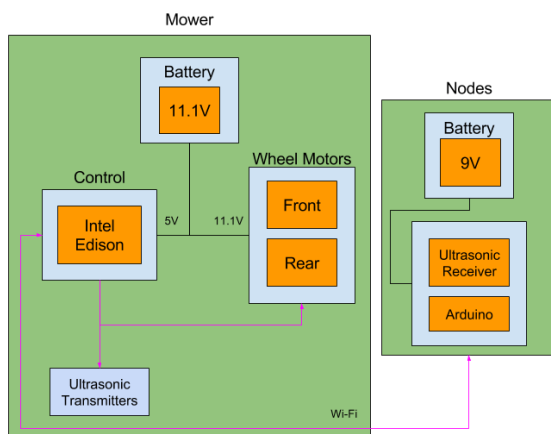 Mower
Battery
11.1V
Wheel Motors
Front
Rear
Control
Intel
Edison
5V
11.1V
Ultrasonic
Transmitters
Wi-Fi
Nodes
Battery
9V
Ultrasonic
Receiver
Arduino